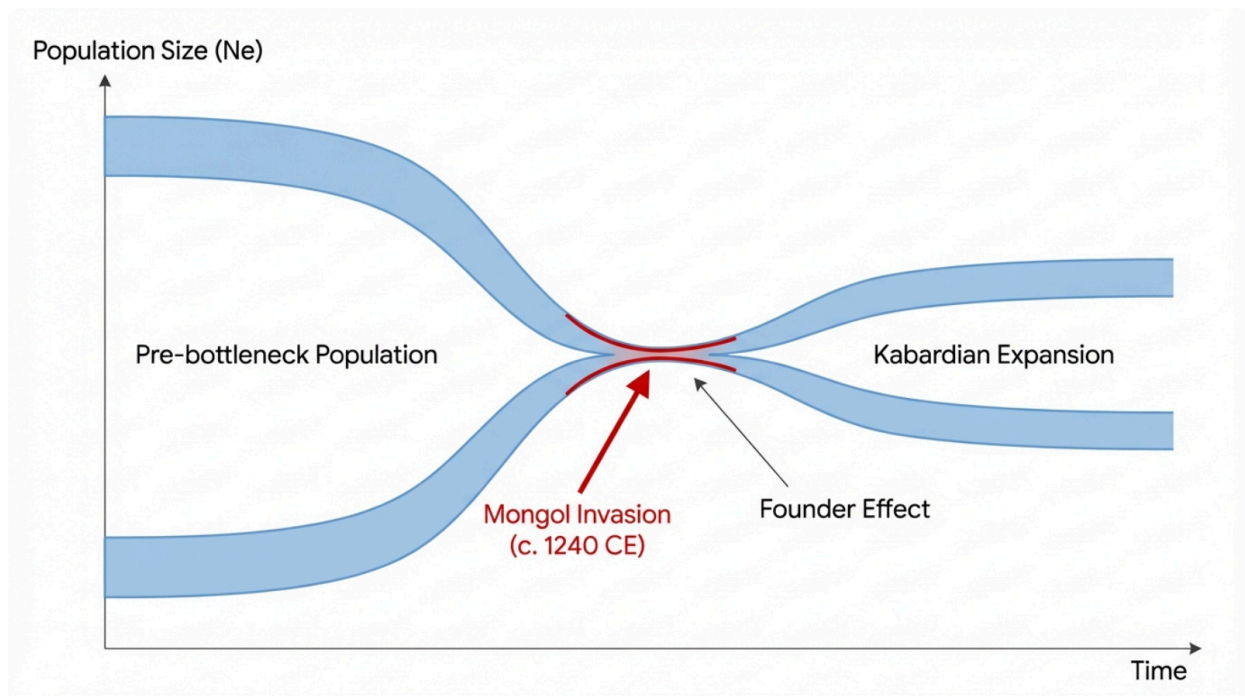 Population Size (Ne)
Pre-bottleneck Population
Kabardian Expansion
Mongol Invasion
(c. 1240 CE)
Founder Effect
Time